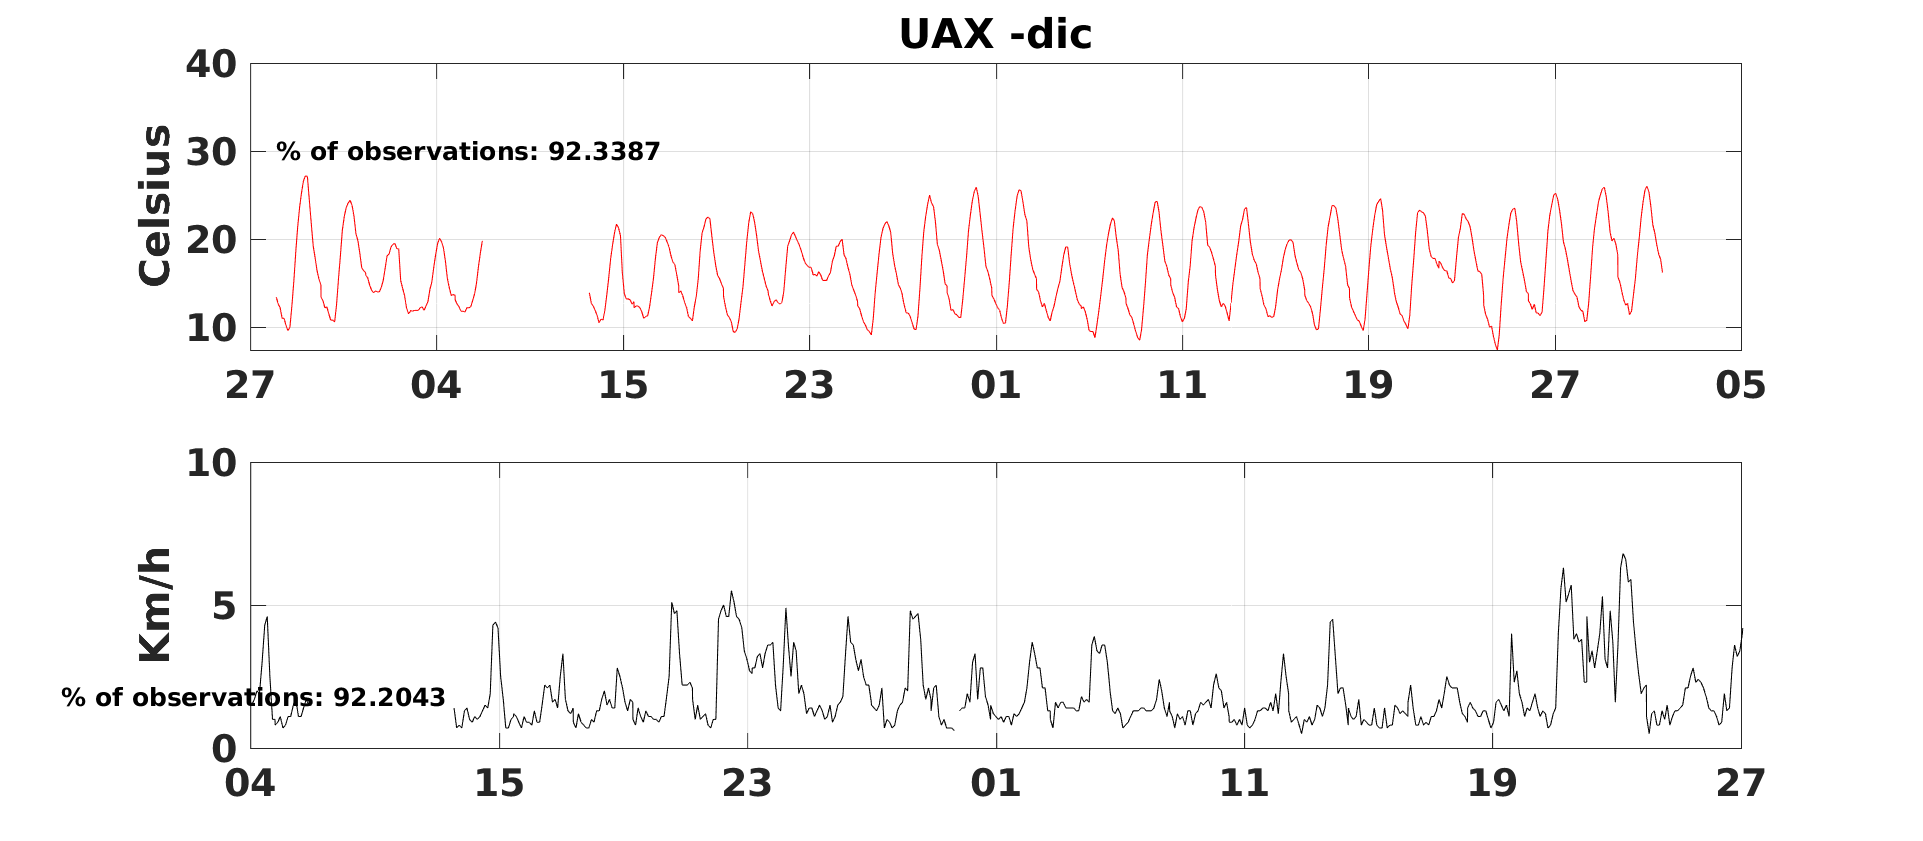 UAX -dic
40
30
20
10
Celsius
% of observations: 92.3387
27 04 15 23 01 11 19 27 05
10
5
0
Km/h
% of observations: 92.2043
04 15 23 01 11 19 27